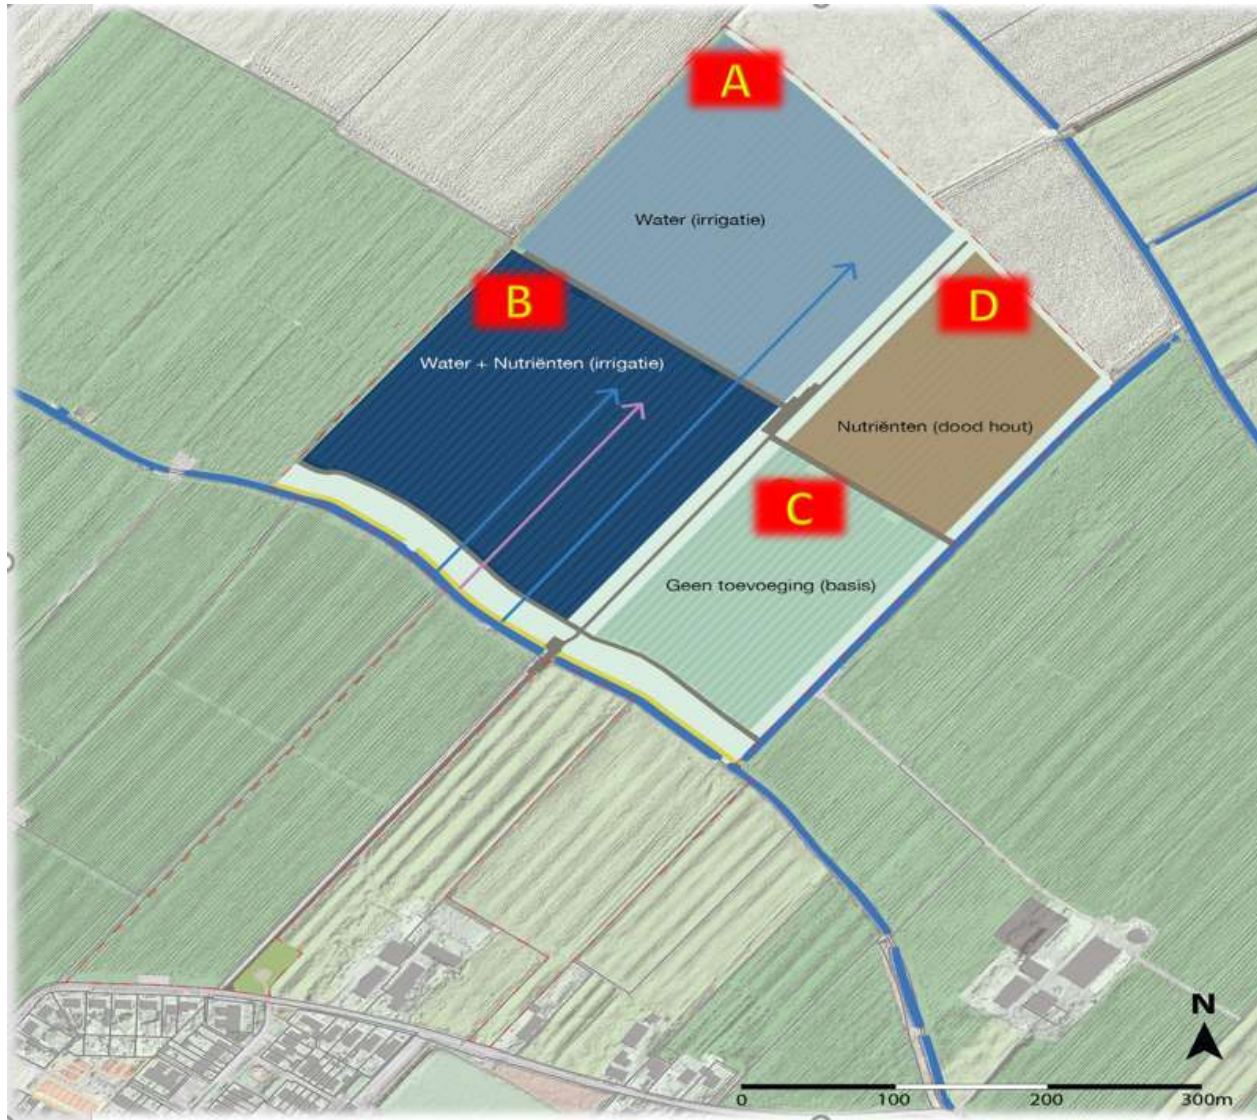 A
Water (irrigatie)
B
Water + Nutriënten (irrigatie)
D
Nutriënten (dood hout)
C
Geen toevoeging (basis)
N
0
100
200
300m